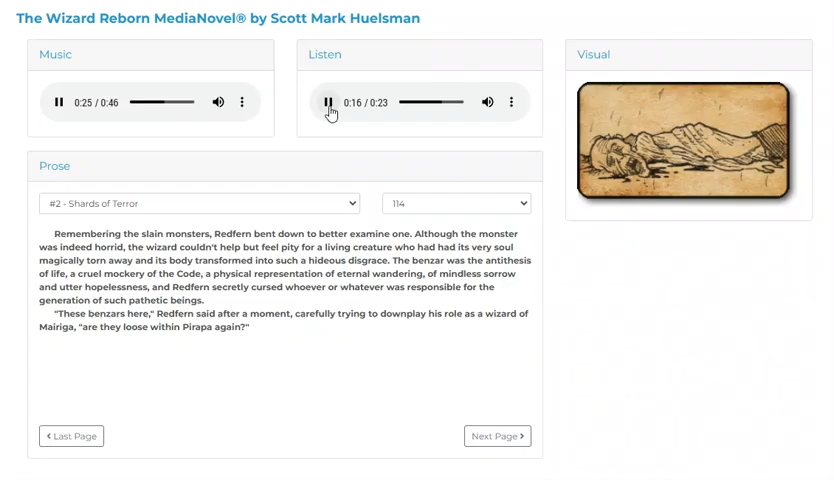 The Wizard Reborn MediaNovel® by Scott Mark Huelsman
Music
Listen
Visual
0:25 / 0:46
0:16 / 0:23
Prose
#2 - Shards of Terror
114
Remembering the slain monsters, Redfern bent down to better examine one. Although the monster
was indeed horrid, the wizard couldn't help but feel pity for a living creature who had had its very soul
magically torn away and its body transformed into such a hideous disgrace. The benzar was the antithesis
of life, a cruel mockery of the Code, a physical representation of eternal wandering, of mindless sorrow
and utter hopelessness, and Redfern secretly cursed whoever or whatever was responsible for the
generation of such pathetic beings.
"These benzars here," Redfern said after a moment, carefully trying to downplay his role as a wizard of
Mairiga, "are they loose within Pirapa again?"
Last Page
Next Page